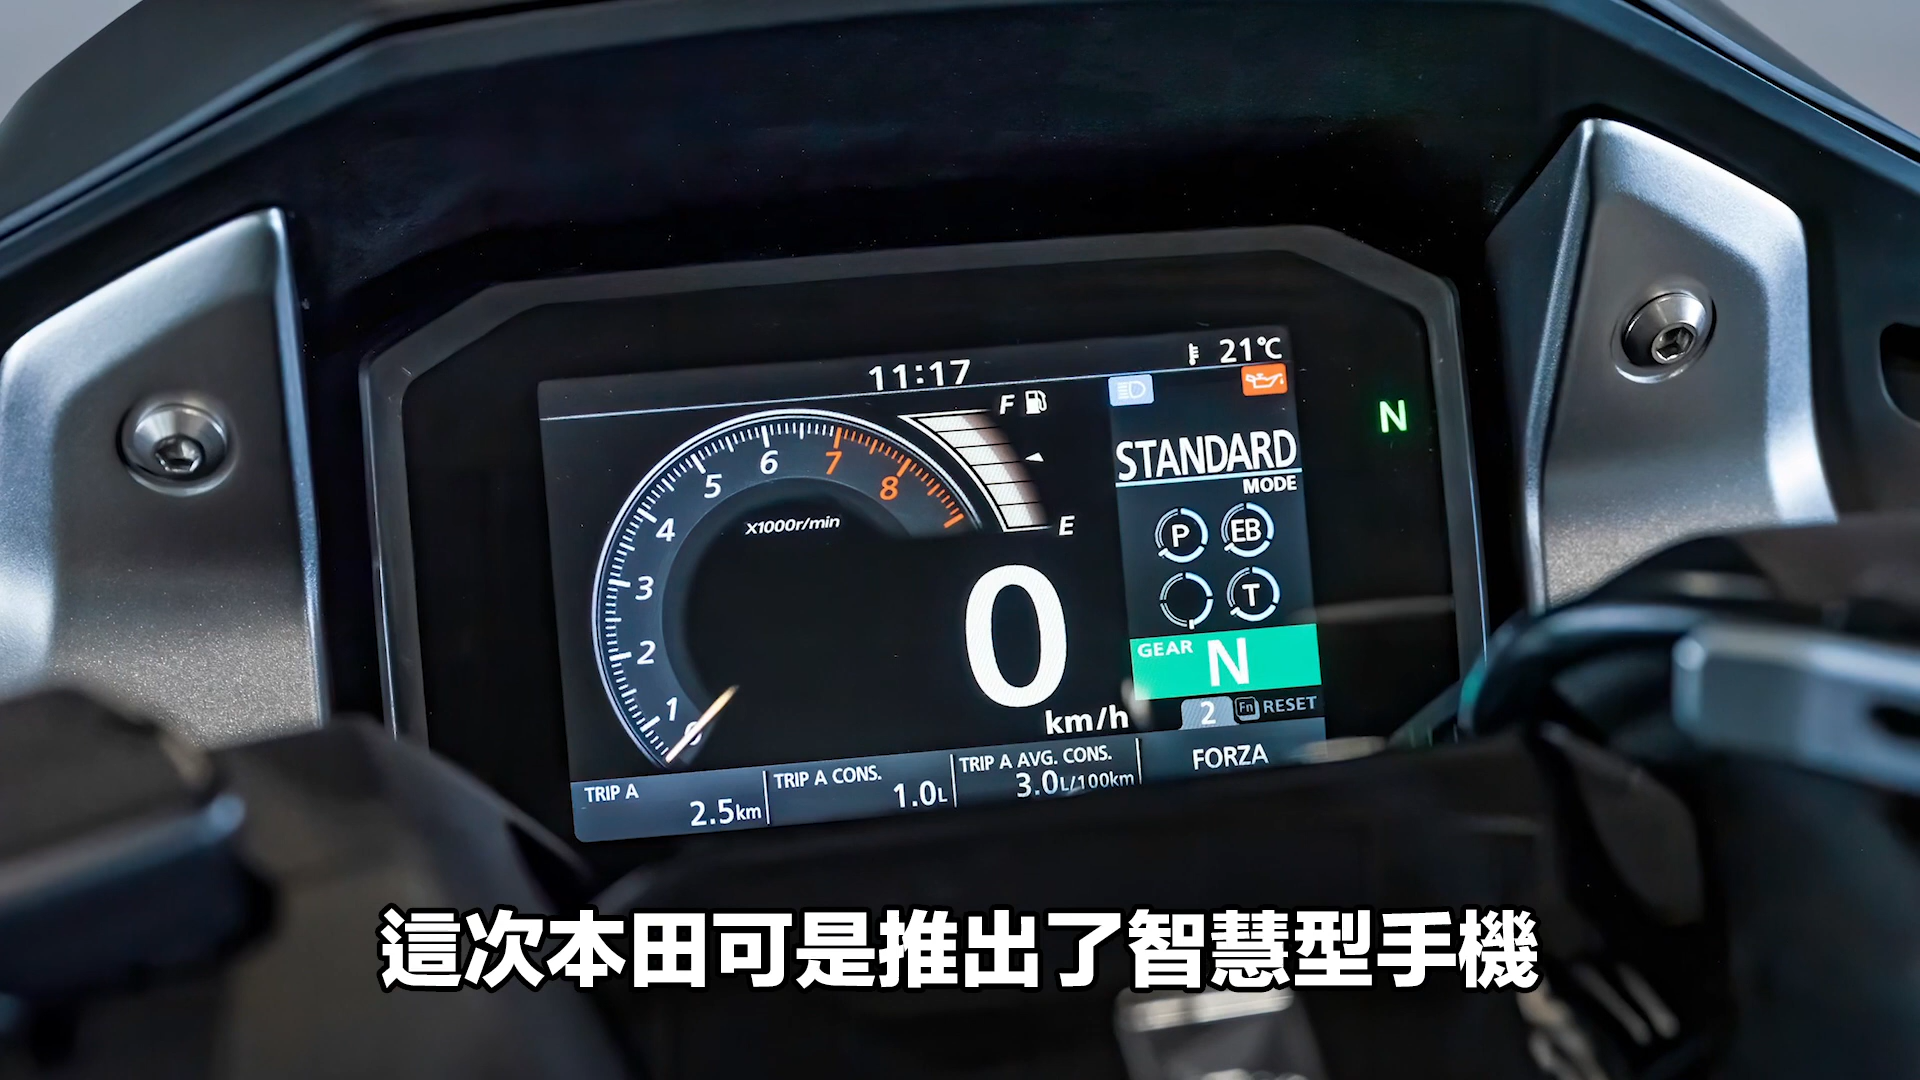 11:17
21℃
F
E
N
STANDARD
MODE
P
EB
T
1
2
3
4
5
6
7
8
0
x1000r/min
0
km/h
GEAR N
2 Fn RESET
TRIP A
2.5km
TRIP A CONS.
1.0L
TRIP A AVG. CONS.
3.0L/100km
FORZA
這次本田可是推出了智慧型手機